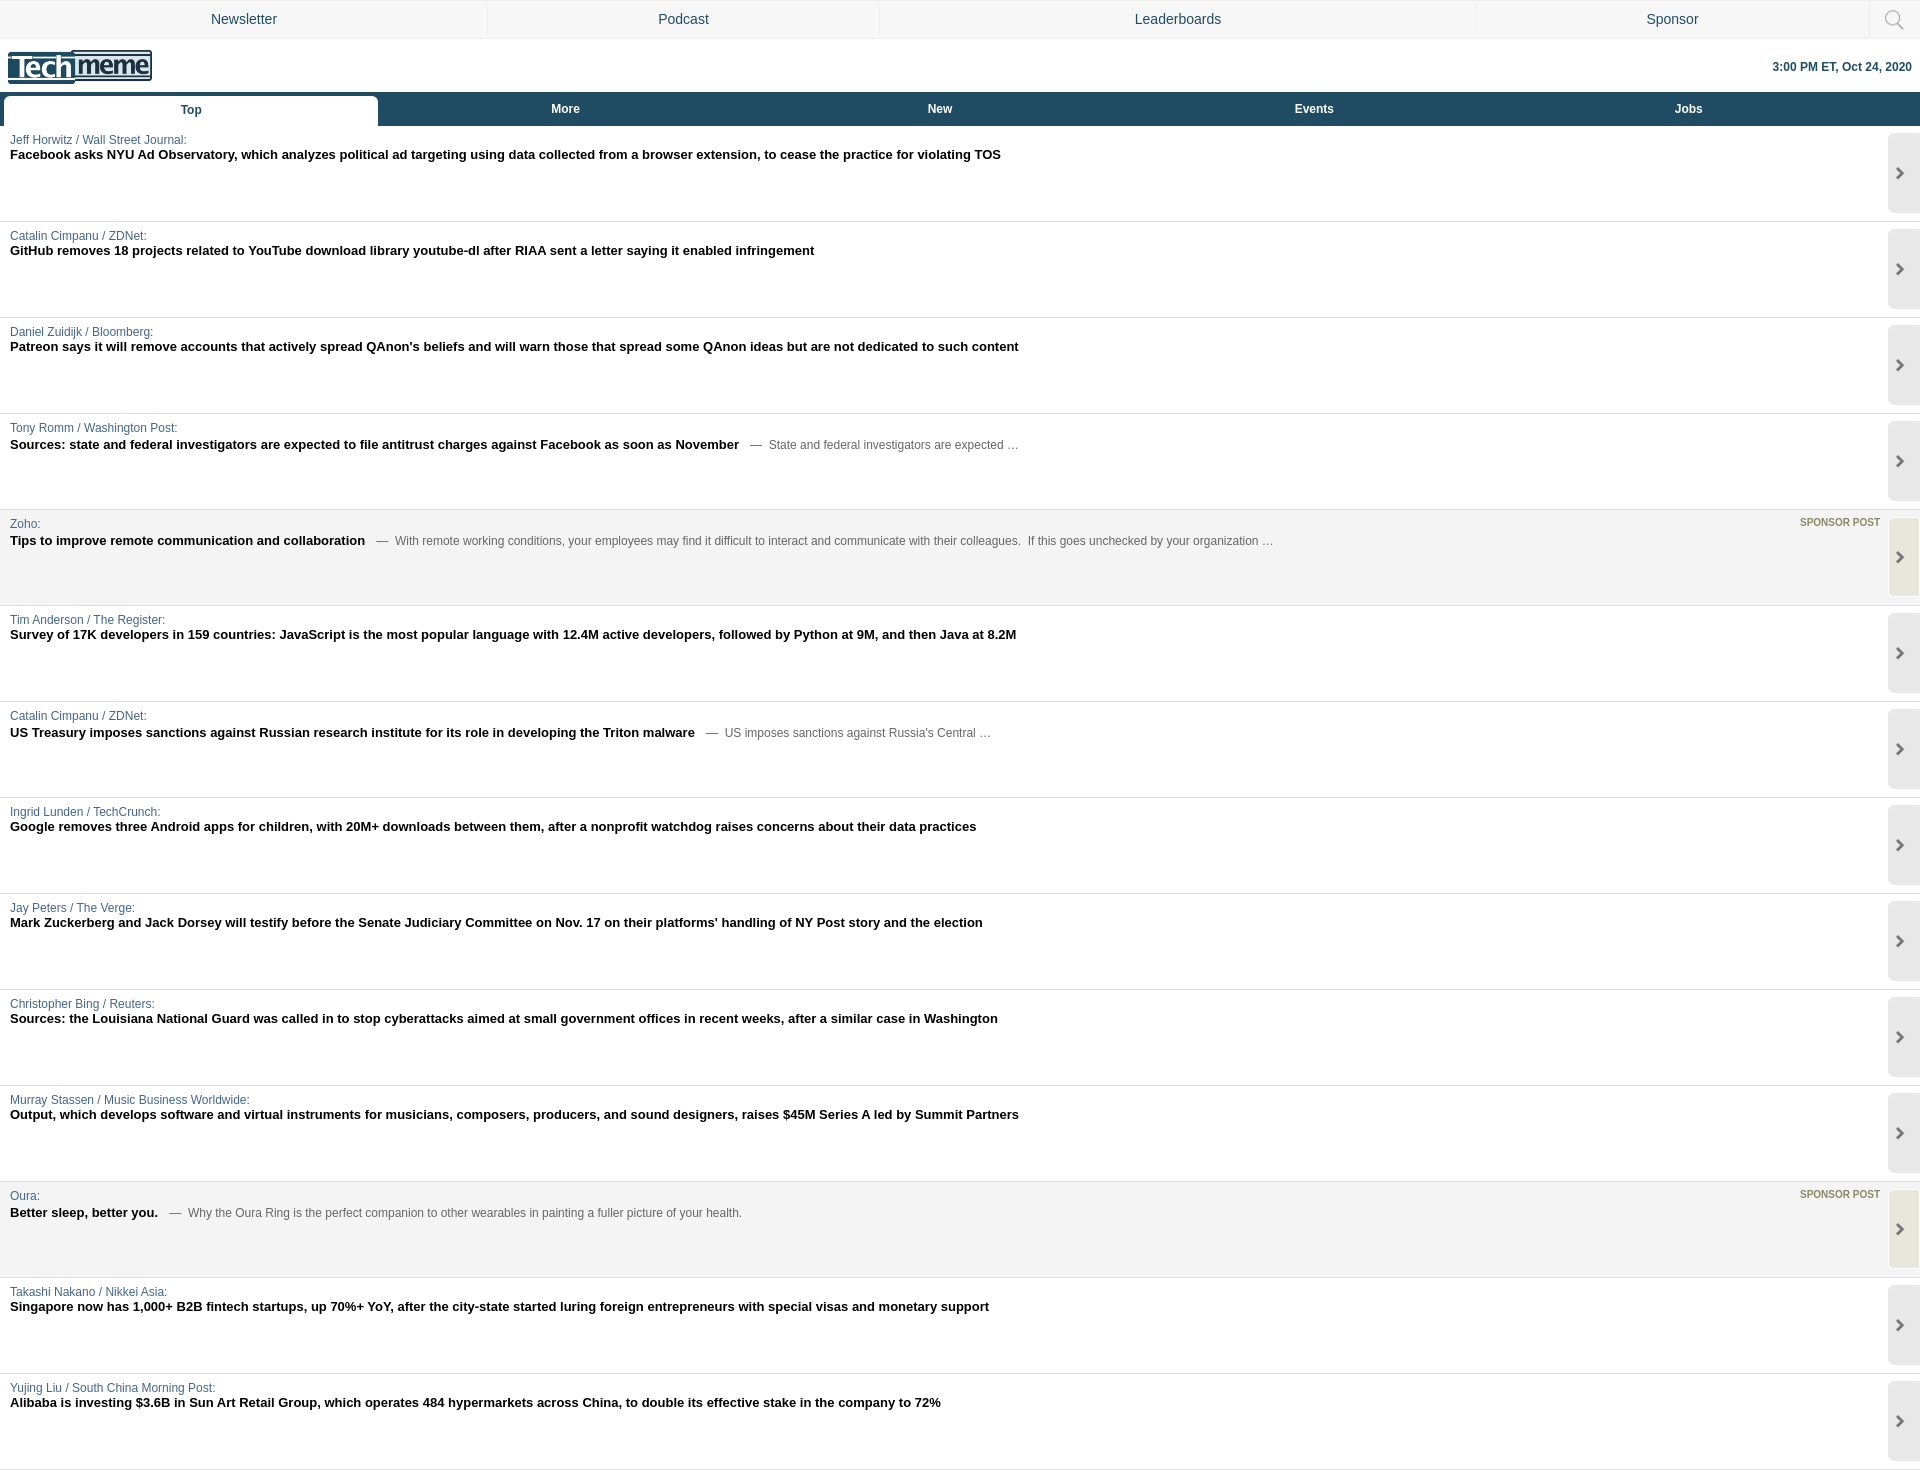 Newsletter
Podcast
Leaderboards
Sponsor
Techmeme
3:00 PM ET, Oct 24, 2020
Top
More
New
Events
Jobs
Jeff Horwitz / Wall Street Journal:
Facebook asks NYU Ad Observatory, which analyzes political ad targeting using data collected from a browser extension, to cease the practice for violating TOS
Catalin Cimpanu / ZDNet:
GitHub removes 18 projects related to YouTube download library youtube-dl after RIAA sent a letter saying it enabled infringement
Daniel Zuidijk / Bloomberg:
Patreon says it will remove accounts that actively spread QAnon's beliefs and will warn those that spread some QAnon ideas but are not dedicated to such content
Tony Romm / Washington Post:
Sources: state and federal investigators are expected to file antitrust charges against Facebook as soon as November — State and federal investigators are expected …
Zoho:
SPONSOR POST
Tips to improve remote communication and collaboration — With remote working conditions, your employees may find it difficult to interact and communicate with their colleagues. If this goes unchecked by your organization …
Tim Anderson / The Register:
Survey of 17K developers in 159 countries: JavaScript is the most popular language with 12.4M active developers, followed by Python at 9M, and then Java at 8.2M
Catalin Cimpanu / ZDNet:
US Treasury imposes sanctions against Russian research institute for its role in developing the Triton malware — US imposes sanctions against Russia's Central …
Ingrid Lunden / TechCrunch:
Google removes three Android apps for children, with 20M+ downloads between them, after a nonprofit watchdog raises concerns about their data practices
Jay Peters / The Verge:
Mark Zuckerberg and Jack Dorsey will testify before the Senate Judiciary Committee on Nov. 17 on their platforms' handling of NY Post story and the election
Christopher Bing / Reuters:
Sources: the Louisiana National Guard was called in to stop cyberattacks aimed at small government offices in recent weeks, after a similar case in Washington
Murray Stassen / Music Business Worldwide:
Output, which develops software and virtual instruments for musicians, composers, producers, and sound designers, raises $45M Series A led by Summit Partners
Oura:
SPONSOR POST
Better sleep, better you. — Why the Oura Ring is the perfect companion to other wearables in painting a fuller picture of your health.
Takashi Nakano / Nikkei Asia:
Singapore now has 1,000+ B2B fintech startups, up 70%+ YoY, after the city-state started luring foreign entrepreneurs with special visas and monetary support
Yujing Liu / South China Morning Post:
Alibaba is investing $3.6B in Sun Art Retail Group, which operates 484 hypermarkets across China, to double its effective stake in the company to 72%